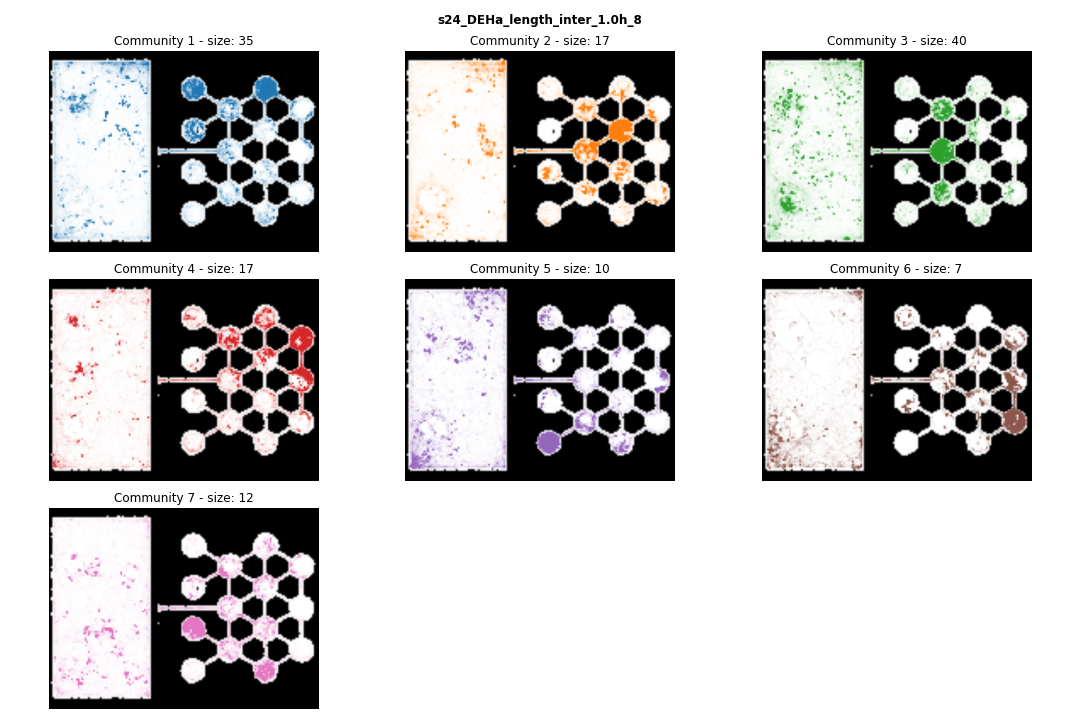 s24_DEHa_length_inter_1.0h_8
Community 1 - size: 35
Community 2 - size: 17
Community 3 - size: 40
Community 4 - size: 17
Community 5 - size: 10
Community 6 - size: 7
Community 7 - size: 12